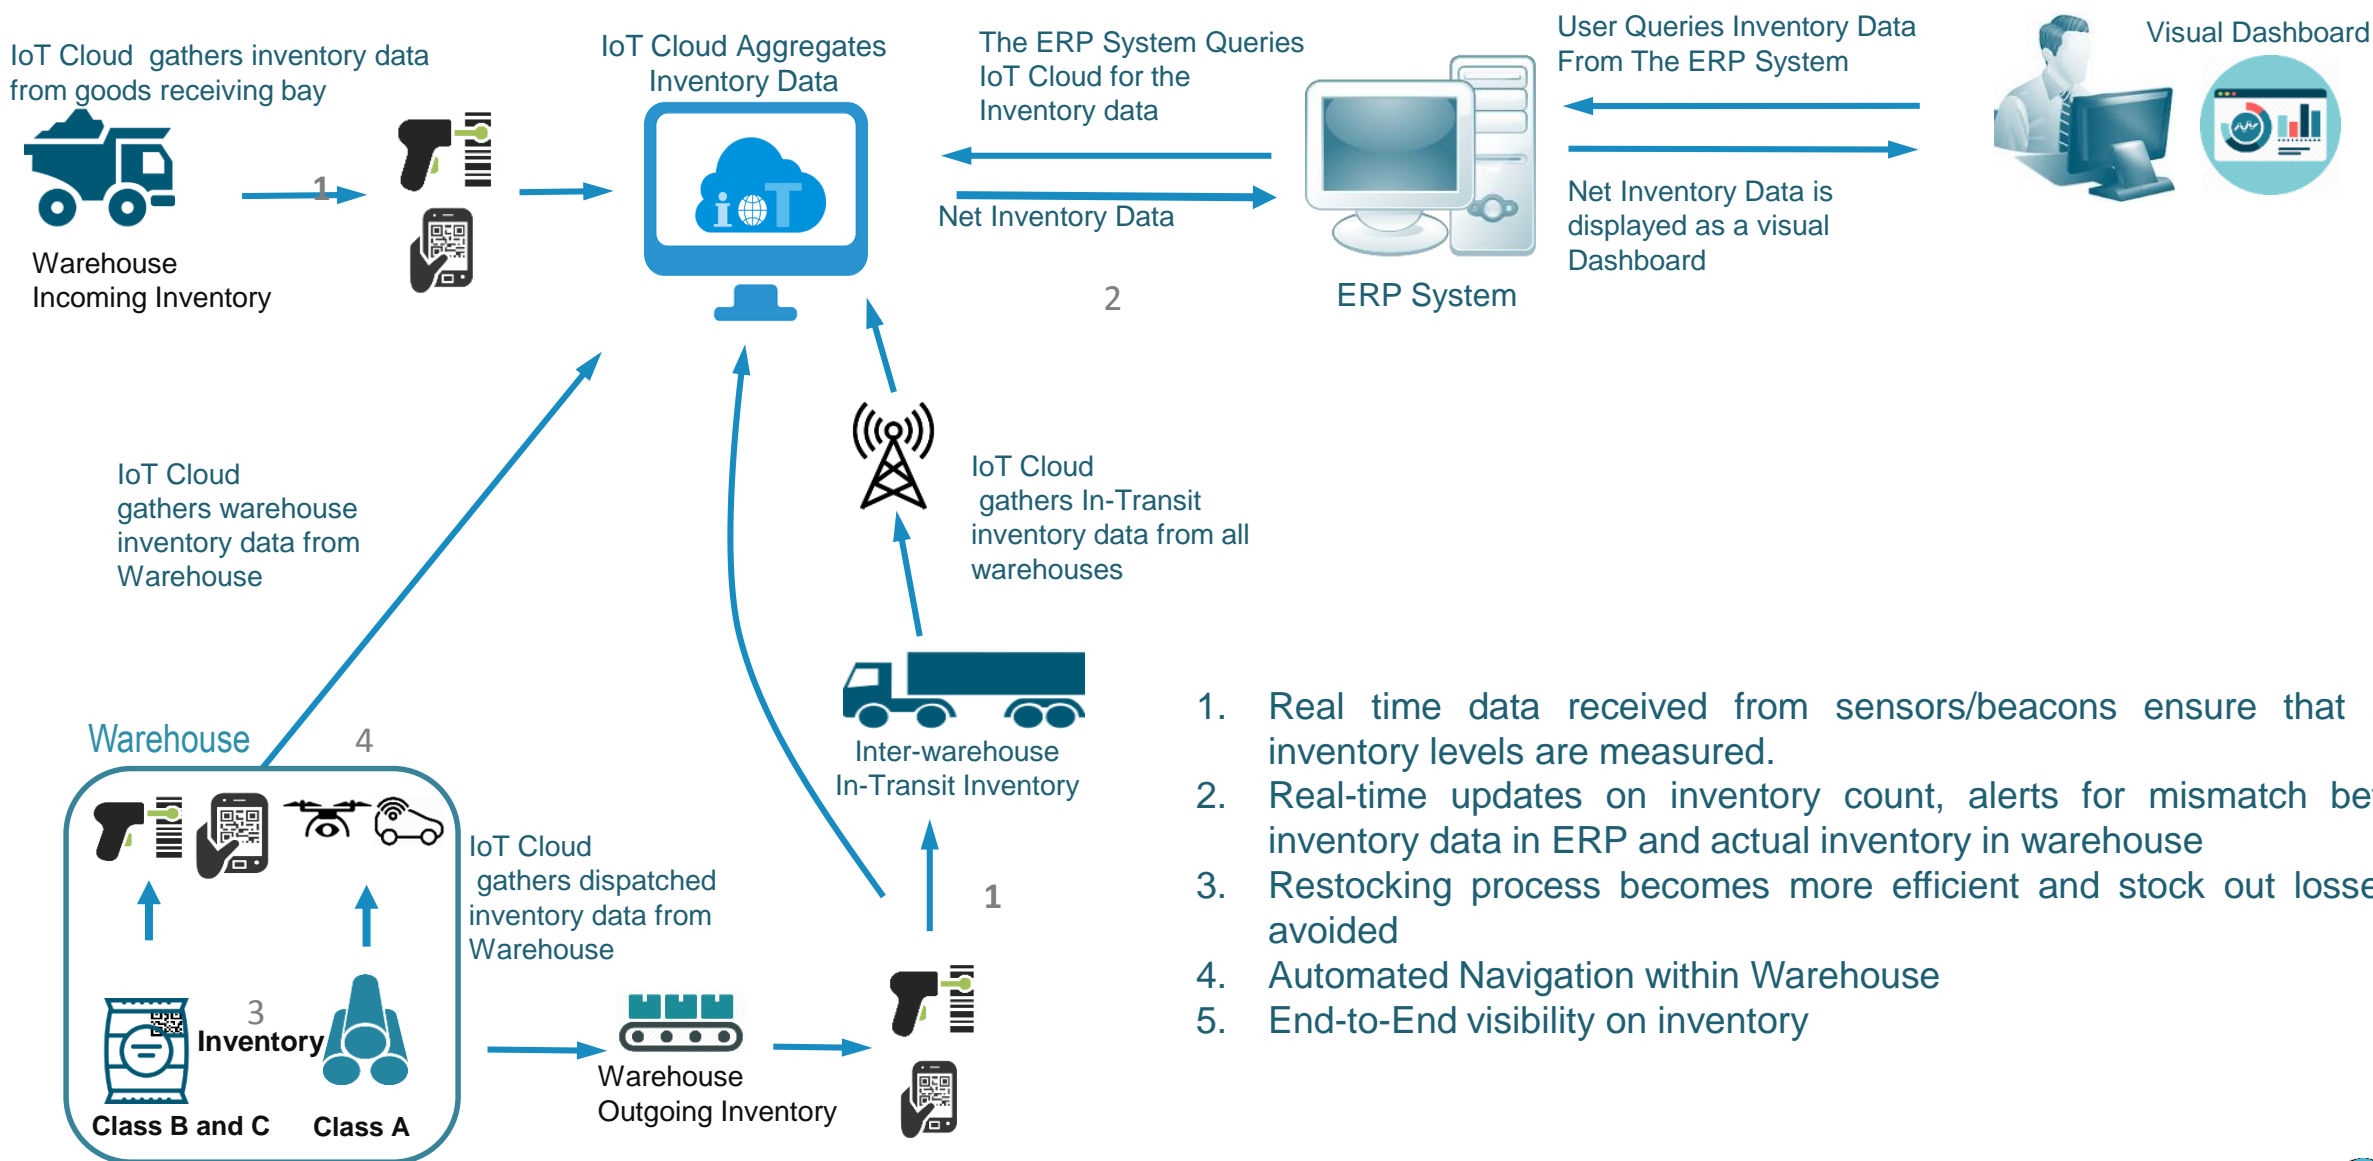 IoT Cloud gathers inventory data
from goods receiving bay
1
Warehouse
Incoming Inventory
IoT Cloud Aggregates
Inventory Data
i T
The ERP System Queries
IoT Cloud for the
Inventory data
Net Inventory Data
2
ERP System
User Queries Inventory Data
From The ERP System
Net Inventory Data is
displayed as a visual
Dashboard
Visual Dashboard
IoT Cloud
gathers warehouse
inventory data from
Warehouse
IoT Cloud
gathers In-Transit
inventory data from all
warehouses
Inter-warehouse
In-Transit Inventory
1
Warehouse
4
3
Inventory
Class B and C
Class A
IoT Cloud
gathers dispatched
inventory data from
Warehouse
Warehouse
Outgoing Inventory
1. Real time data received from sensors/beacons ensure that
inventory levels are measured.
2. Real-time updates on inventory count, alerts for mismatch
inventory data in ERP and actual inventory in warehouse
3. Restocking process becomes more efficient and stock out
avoided
4. Automated Navigation within Warehouse
5. End-to-End visibility on inventory